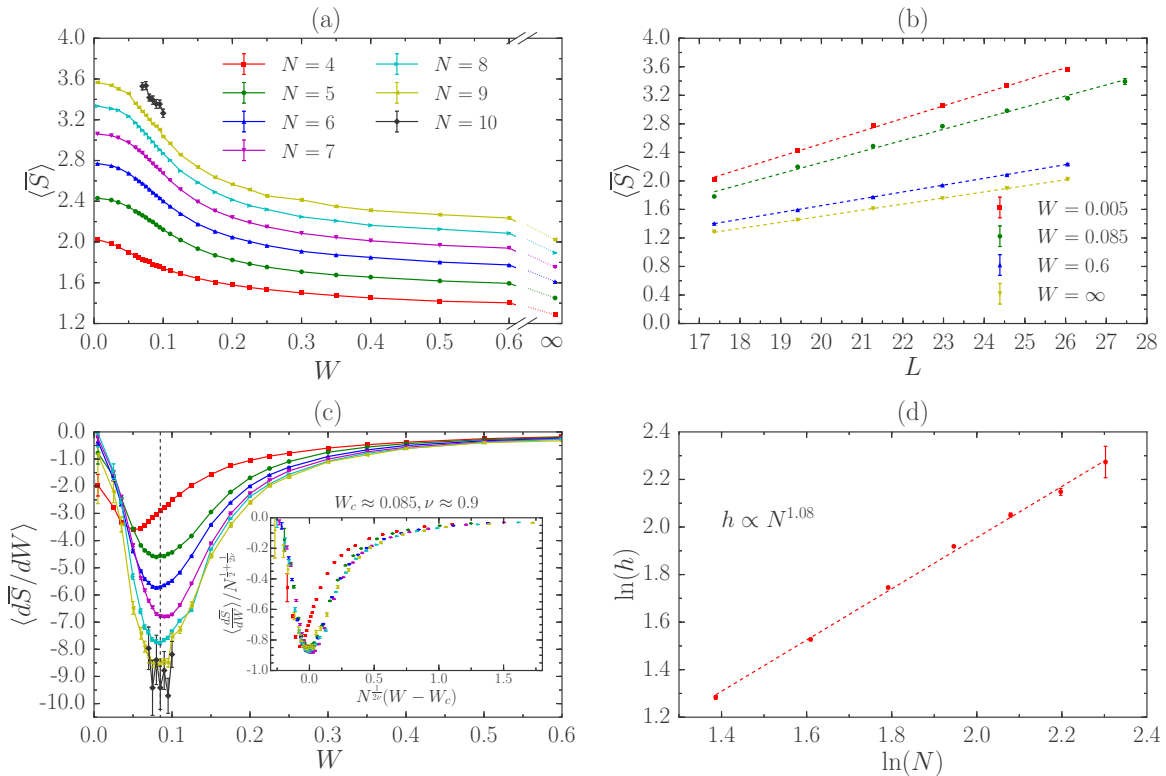 (a)
⟨S̅⟩
4.0
3.6
3.2
2.8
2.4
2.0
1.6
1.2
N = 4
N = 5
N = 6
N = 7
N = 8
N = 9
N = 10
0.0 0.1 0.2 0.3 0.4 0.5 0.6 ∞
W
(b)
⟨S̅⟩
4.0
3.6
3.2
2.8
2.4
2.0
1.6
1.2
0.8
0.4
0.0
W = 0.005
W = 0.085
W = 0.6
W = ∞
17 18 19 20 21 22 23 24 25 26 27 28
L
(c)
⟨dS̅/dW⟩
0.0
-1.0
-2.0
-3.0
-4.0
-5.0
-6.0
-7.0
-8.0
-9.0
-10.0
W_c ≈ 0.085, ν ≈ 0.9
⟨dS̅/dW⟩/N^{1/2+1/2ν}
0.0
−0.2
−0.4
−0.6
−0.8
−1.0
0.0 0.5 1.0 1.5
N^{1/2ν}(W − W_c)
0.0 0.1 0.2 0.3 0.4 0.5 0.6
W
(d)
ln(h)
2.4
2.2
2.0
1.8
1.6
1.4
1.2
h ∝ N^{1.08}
1.4 1.6 1.8 2.0 2.2 2.4
ln(N)